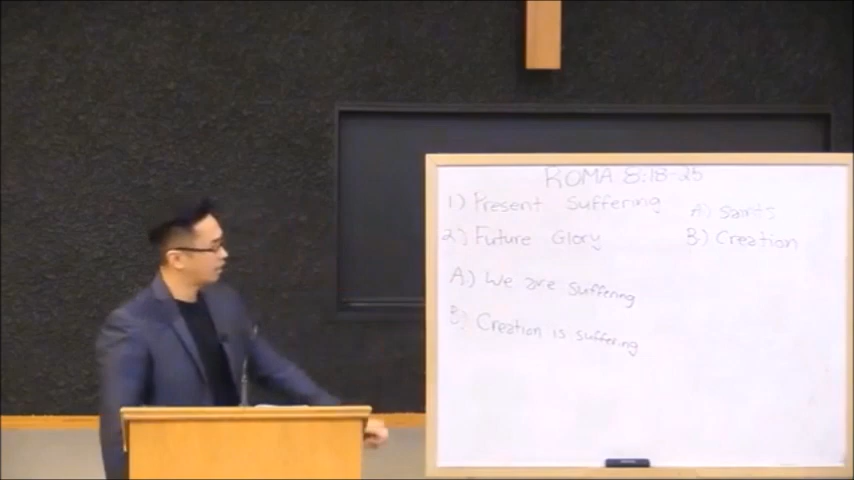 ROMA 8:18-25
1) Present Suffering A) Saints
2) Future Glory B) Creation
A) We are suffering
B) Creation is suffering